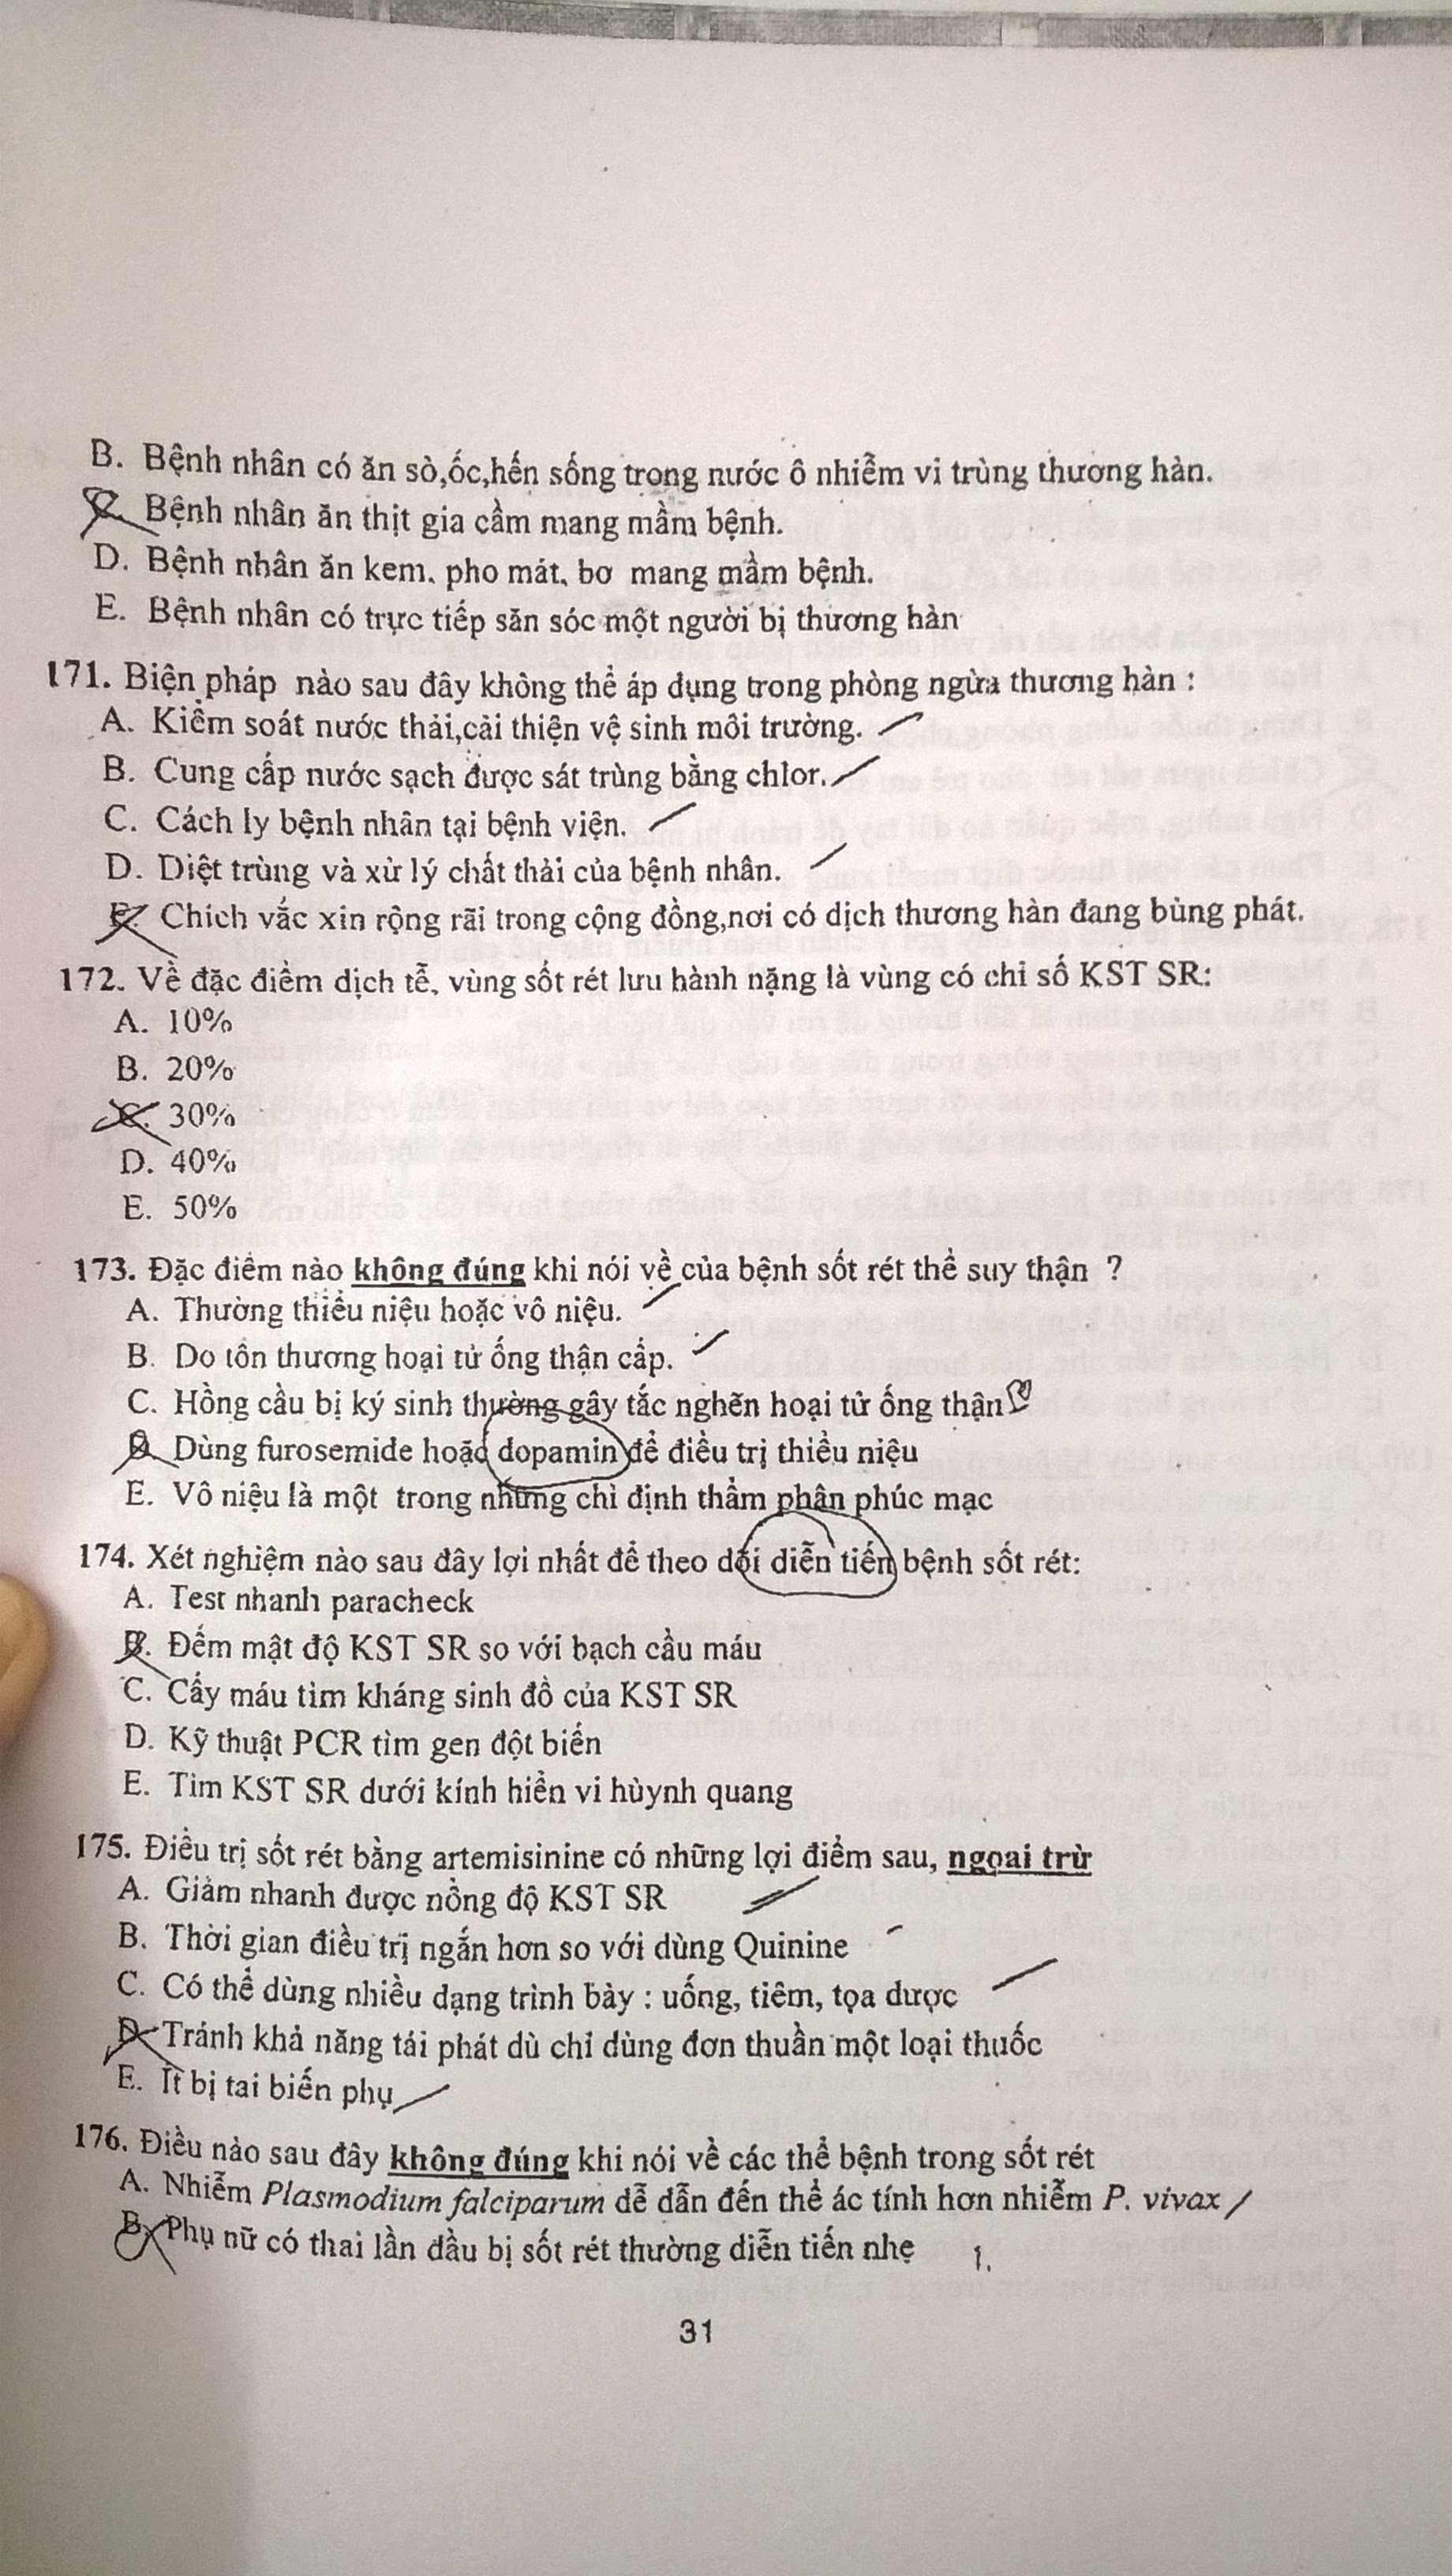 B. Bệnh nhân có ăn sò,ốc,hến sống trong nước ô nhiễm vi trùng thương hàn.
C. Bệnh nhân ăn thịt gia cầm mang mầm bệnh.
D. Bệnh nhân ăn kem, pho mát, bơ mang mầm bệnh.
E. Bệnh nhân có trực tiếp săn sóc một người bị thương hàn
171. Biện pháp nào sau đây không thể áp dụng trong phòng ngừa thương hàn :
A. Kiểm soát nước thải,cải thiện vệ sinh môi trường.
B. Cung cấp nước sạch được sát trùng bằng chlor.
C. Cách ly bệnh nhân tại bệnh viện.
D. Diệt trùng và xử lý chất thải của bệnh nhân.
E. Chích vắc xin rộng rãi trong cộng đồng,nơi có dịch thương hàn đang bùng phát.
172. Về đặc điểm dịch tễ, vùng sốt rét lưu hành nặng là vùng có chỉ số KST SR:
A. 10%
B. 20%
C. 30%
D. 40%
E. 50%
173. Đặc điểm nào không đúng khi nói về của bệnh sốt rét thể suy thận ?
A. Thường thiểu niệu hoặc vô niệu.
B. Do tổn thương hoại tử ống thận cấp.
C. Hồng cầu bị ký sinh thường gây tắc nghẽn hoại tử ống thận
D. Dùng furosemide hoặc dopamin để điều trị thiểu niệu
E. Vô niệu là một trong những chỉ định thẩm phân phúc mạc
174. Xét nghiệm nào sau đây lợi nhất để theo dõi diễn tiến bệnh sốt rét:
A. Test nhanh paracheck
B. Đếm mật độ KST SR so với bạch cầu máu
C. Cấy máu tìm kháng sinh đồ của KST SR
D. Kỹ thuật PCR tìm gen đột biến
E. Tìm KST SR dưới kính hiển vi hùynh quang
175. Điều trị sốt rét bằng artemisinine có những lợi điểm sau, ngoại trừ
A. Giảm nhanh được nồng độ KST SR
B. Thời gian điều trị ngắn hơn so với dùng Quinine
C. Có thể dùng nhiều dạng trình bày : uống, tiêm, tọa dược
D. Tránh khả năng tái phát dù chỉ dùng đơn thuần một loại thuốc
E. Ít bị tai biến phụ
176. Điều nào sau đây không đúng khi nói về các thể bệnh trong sốt rét
A. Nhiễm Plasmodium falciparum dễ dẫn đến thể ác tính hơn nhiễm P. vivax
B. Phụ nữ có thai lần đầu bị sốt rét thường diễn tiến nhẹ
31